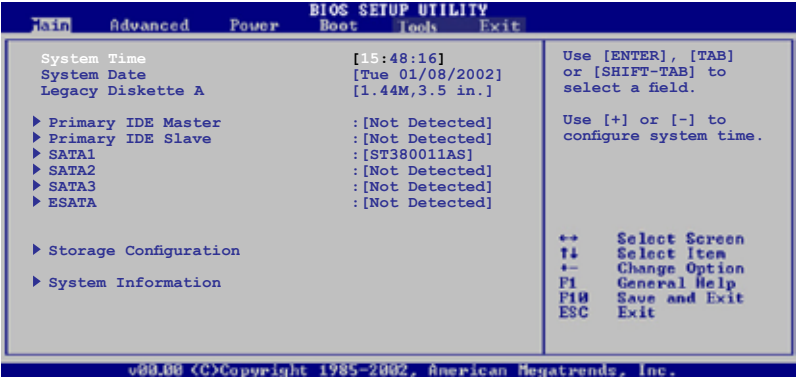 BIOS SETUP UTILITY
Main Advanced Power Boot Tools Exit
System Time [15:48:16]
System Date [Tue 01/08/2002]
Legacy Diskette A [1.44M,3.5 in.]
Primary IDE Master :[Not Detected]
Primary IDE Slave :[Not Detected]
SATA1 :[ST380011AS]
SATA2 :[Not Detected]
SATA3 :[Not Detected]
ESATA :[Not Detected]
Storage Configuration
System Information
Use [ENTER], [TAB]
or [SHIFT-TAB] to
select a field.
Use [+] or [-] to
configure system time.
←→ Select Screen
↑↓ Select Item
+- Change Option
F1 General Help
F10 Save and Exit
ESC Exit
v00.00 (C)Copyright 1985-2002, American Megatrends, Inc.